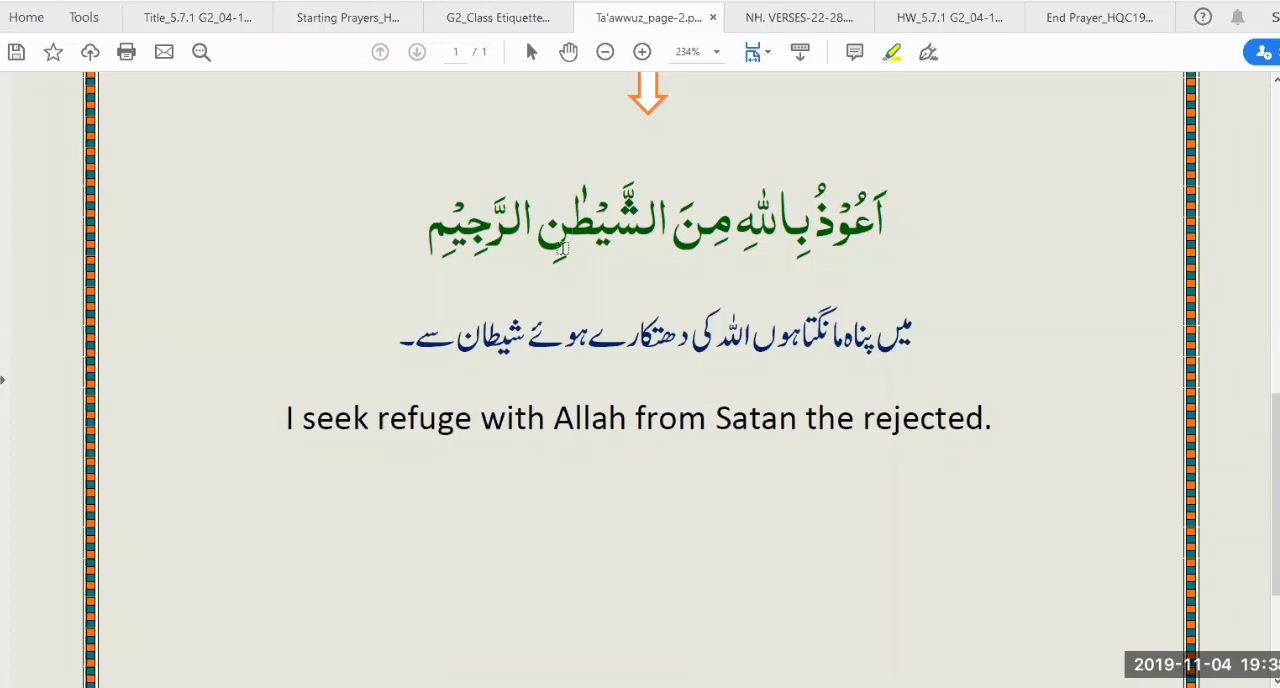 Home Tools Title_5.7.1 G2_04-1... Starting Prayers_H... G2_Class Etiquette... Ta'awwuz_page-2.p... × NH. VERSES-22-28.... HW_5.7.1 G2_04-1... End Prayer_HQC19...
1 / 1 234%
اَعُوْذُ بِاللّٰهِ مِنَ الشَّيْطٰنِ الرَّجِيْمِ
میں پناہ مانگتا ہوں اللہ کی دھتکارے ہوئے شیطان سے۔
I seek refuge with Allah from Satan the rejected.
2019-11-04 19:38